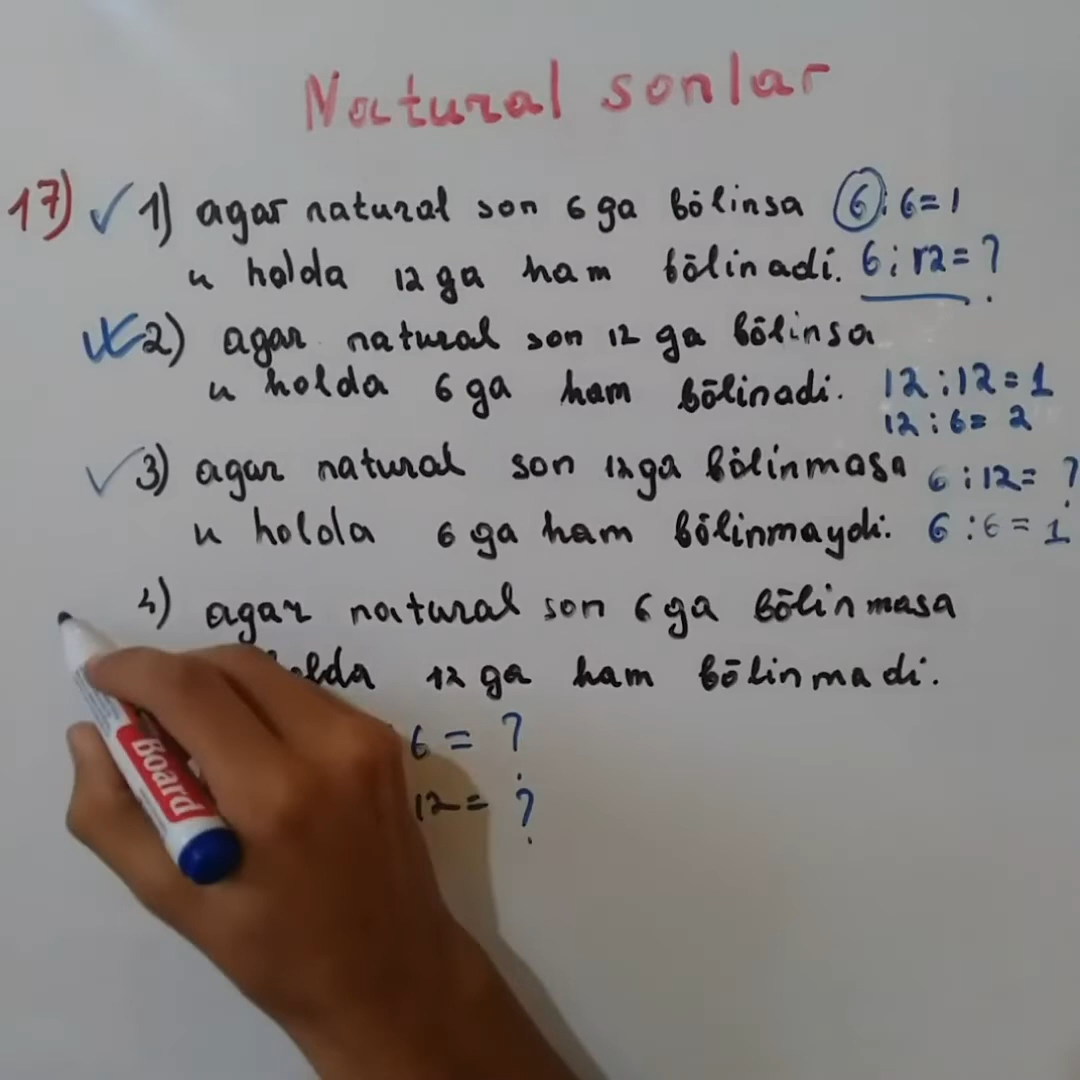 Natural sonlar
17) ✓ 1) agar natural son 6 ga bōlinsa 6 : 6 = 1
u holda 12 ga ham bōlinadi. 6 : 12 = ?
2) agar natural son 12 ga bōlinsa
u holda 6 ga ham bōlinadi. 12 : 12 = 1
12 : 6 = 2
✓ 3) agar natural son 12 ga bōlinmasa 6 : 12 = ?
u holda 6 ga ham bōlinmaydi. 6 : 6 = 1
4) agar natural son 6 ga bōlinmasa
holda 12 ga ham bōlinmadi.
6 = ?
12 = ?
Board